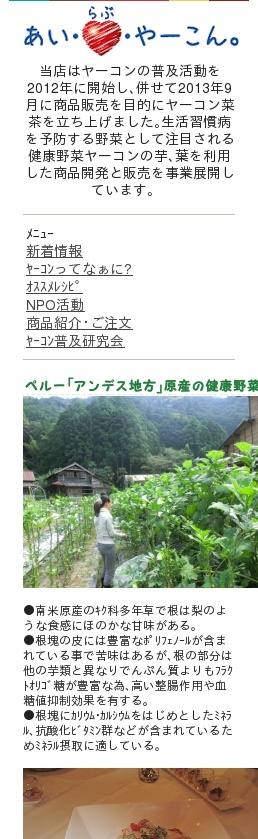 らぶ
あい・・やーこん。
当店はヤーコンの普及活動を
2012年に開始し､併せて2013年9
月に商品販売を目的にヤーコン菜
茶を立ち上げました｡生活習慣病
を予防する野菜として注目される
健康野菜ヤーコンの芋､葉を利用
した商品開発と販売を事業展開し
ています。
ﾒﾆｭｰ
新着情報
ﾔｰｺﾝってなぁに?
ｵｽｽﾒﾚｼﾋﾟ
NPO活動
商品紹介･ご注文
ﾔｰｺﾝ普及研究会
ペルー｢アンデス地方｣原産の健康野菜
●南米原産のｷｸ科多年草で根は梨のよ
うな食感にほのかな甘味がある。
●根塊の皮には豊富なﾎﾟﾘﾌｪﾉｰﾙが含ま
れている事で苦味はあるが､根の部分は
他の芋類と異なりでんぷん質よりもﾌﾗｸ
ﾄｵﾘｺﾞ糖が豊富な為､高い整腸作用や血
糖値抑制効果を有する。
●根塊にｶﾘｳﾑ･ｶﾙｼｳﾑをはじめとしたﾐﾈﾗ
ﾙ､抗酸化ﾋﾞﾀﾐﾝ群などが含まれているた
めﾐﾈﾗﾙ摂取に適している。